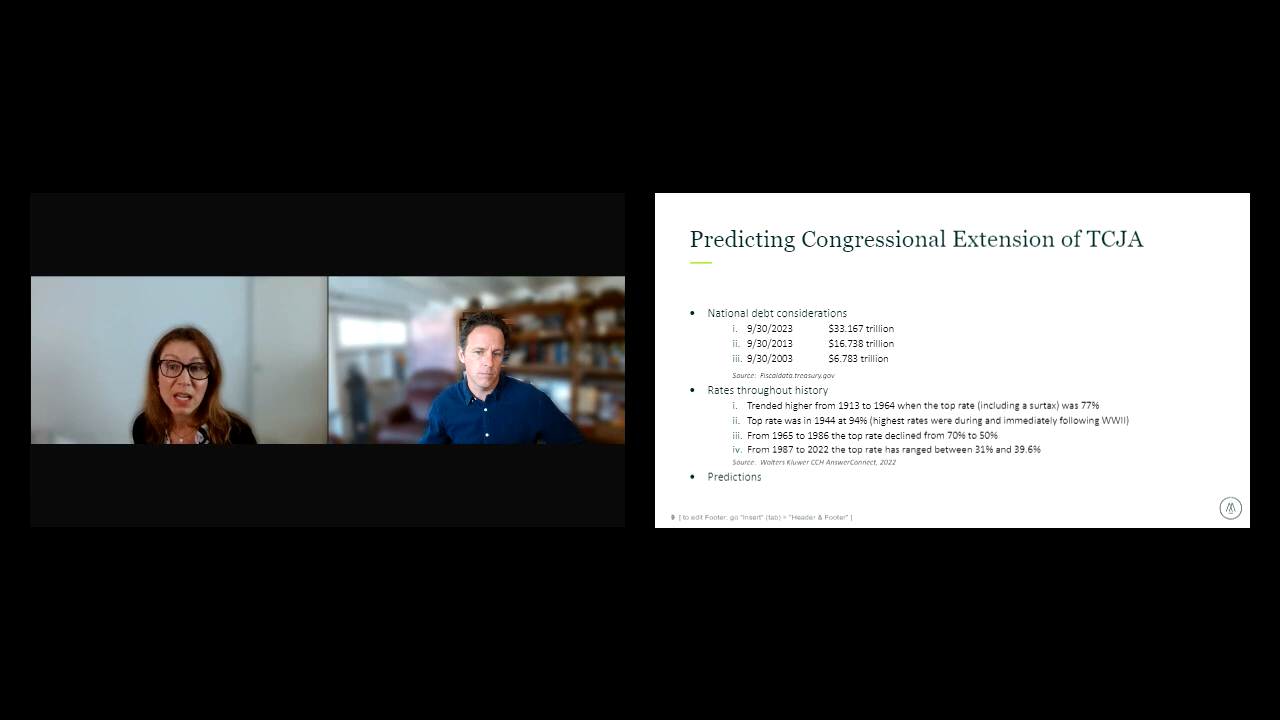 Predicting Congressional Extension of TCJA
• National debt considerations
i. 9/30/2023 $33.167 trillion
ii. 9/30/2013 $16.738 trillion
iii. 9/30/2003 $6.783 trillion
Source: Fiscaldata.treasury.gov
• Rates throughout history
i. Trended higher from 1913 to 1964 when the top rate (including a surtax) was 77%
ii. Top rate was in 1944 at 94% (highest rates were during and immediately following WWII)
iii. From 1965 to 1986 the top rate declined from 70% to 50%
iv. From 1987 to 2022 the top rate has ranged between 31% and 39.6%
Source: Wolters Kluwer CCH AnswerConnect, 2022
• Predictions
9 [ to edit Footer: go "Insert" (tab) > "Header & Footer" ]